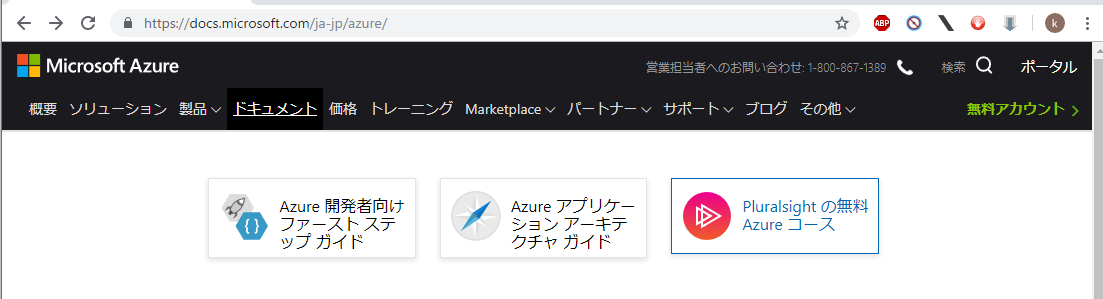 https://docs.microsoft.com/ja-jp/azure/
ABP
k
Microsoft Azure
営業担当者へのお問い合わせ: 1-800-867-1389
検索
ポータル
概要 ソリューション 製品 ドキュメント 価格 トレーニング Marketplace パートナー サポート ブログ その他 無料アカウント
Azure 開発者向け
ファースト ステ
ップ ガイド
Azure アプリケー
ション アーキテ
クチャ ガイド
Pluralsight の無料
Azure コース